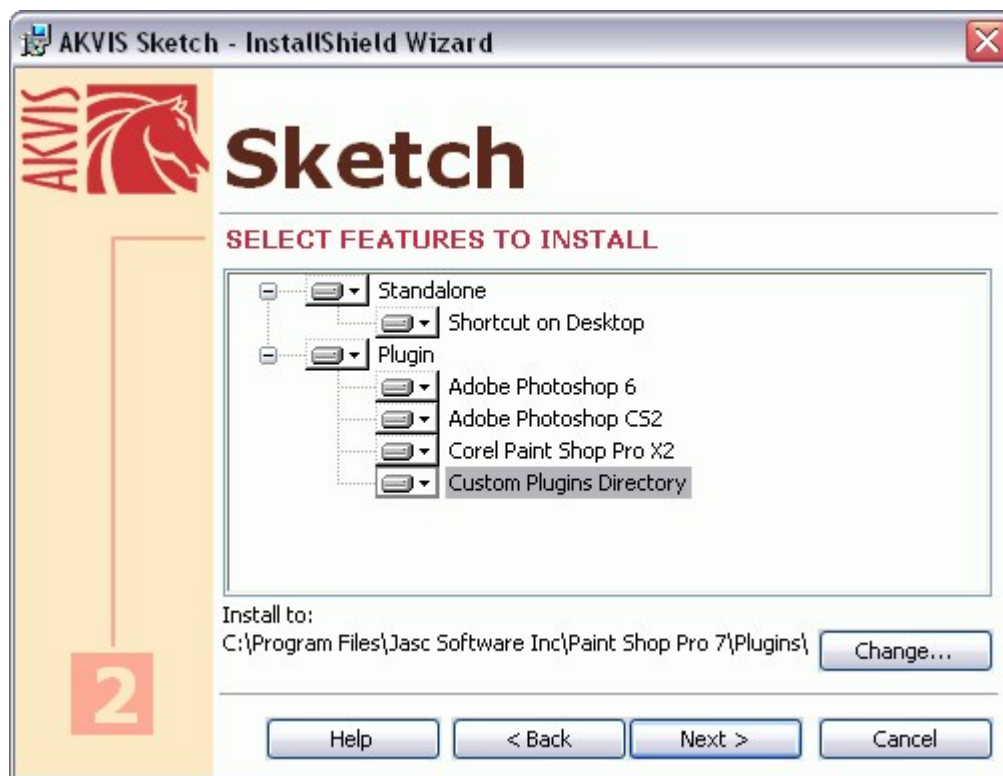 AKVIS Sketch - InstallShield Wizard
AKVIS
Sketch
SELECT FEATURES TO INSTALL
Standalone
Shortcut on Desktop
Plugin
Adobe Photoshop 6
Adobe Photoshop CS2
Corel Paint Shop Pro X2
Custom Plugins Directory
Install to:
C:\Program Files\Jasc Software Inc\Paint Shop Pro 7\Plugins\
Change...
2
Help
< Back
Next >
Cancel